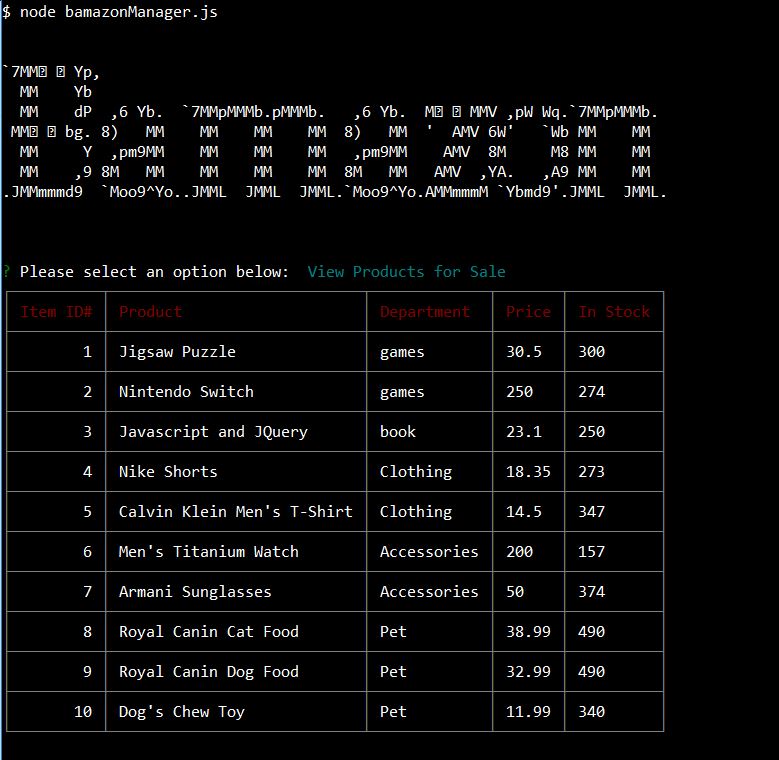 $ node bamazonManager.js
`7MM� � Yp,
  MM    Yb
  MM    dP  ,6 Yb.  `7MMpMMMb.pMMMb.   ,6 Yb.  M� � MMV ,pW Wq.`7MMpMMMb.
 MM� � bg. 8)   MM    MM    MM    MM  8)   MM  '  AMV 6W'   `Wb MM    MM
  MM     Y  ,pm9MM    MM    MM    MM   ,pm9MM    AMV  8M     M8 MM    MM
  MM    ,9 8M   MM    MM    MM    MM  8M   MM   AMV  ,YA.   ,A9 MM    MM
.JMMmmmd9  `Moo9^Yo..JMML  JMML  JMML.`Moo9^Yo.AMMmmmM `Ybmd9'.JMML  JMML.
? Please select an option below:  View Products for Sale
Item ID# Product Department Price In Stock
1 Jigsaw Puzzle games 30.5 300
2 Nintendo Switch games 250 274
3 Javascript and JQuery book 23.1 250
4 Nike Shorts Clothing 18.35 273
5 Calvin Klein Men's T-Shirt Clothing 14.5 347
6 Men's Titanium Watch Accessories 200 157
7 Armani Sunglasses Accessories 50 374
8 Royal Canin Cat Food Pet 38.99 490
9 Royal Canin Dog Food Pet 32.99 490
10 Dog's Chew Toy Pet 11.99 340